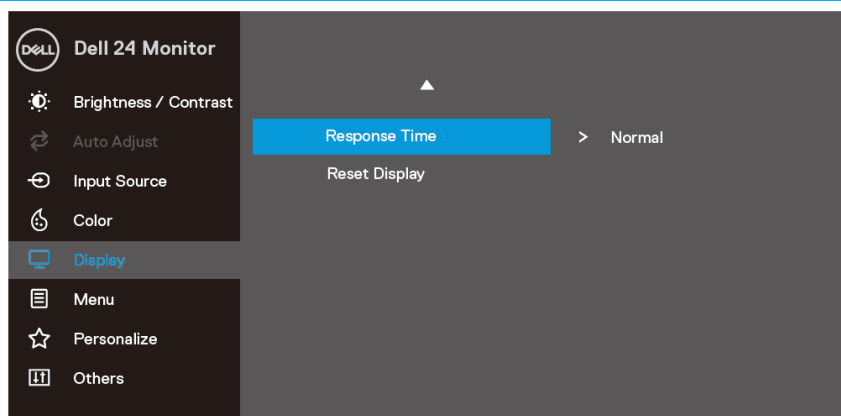 DELL Dell 24 Monitor
Brightness / Contrast
Auto Adjust
Response Time > Normal
Input Source
Reset Display
Color
Display
Menu
Personalize
Others